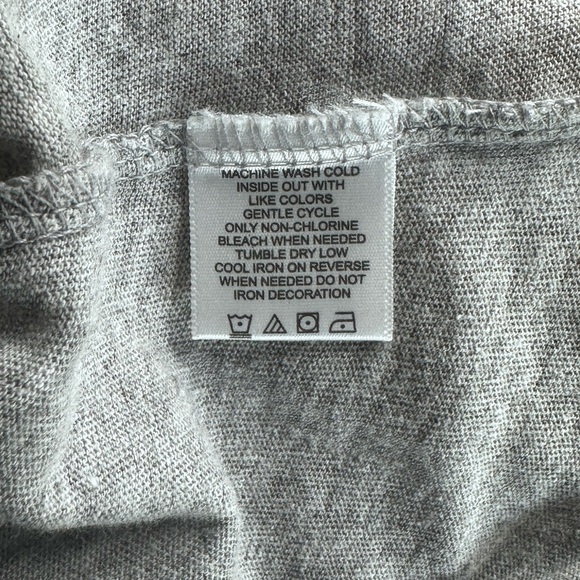 MACHINE WASH COLD
INSIDE OUT WITH
LIKE COLORS
GENTLE CYCLE
ONLY NON-CHLORINE
BLEACH WHEN NEEDED
TUMBLE DRY LOW
COOL IRON ON REVERSE
WHEN NEEDED DO NOT
IRON DECORATION